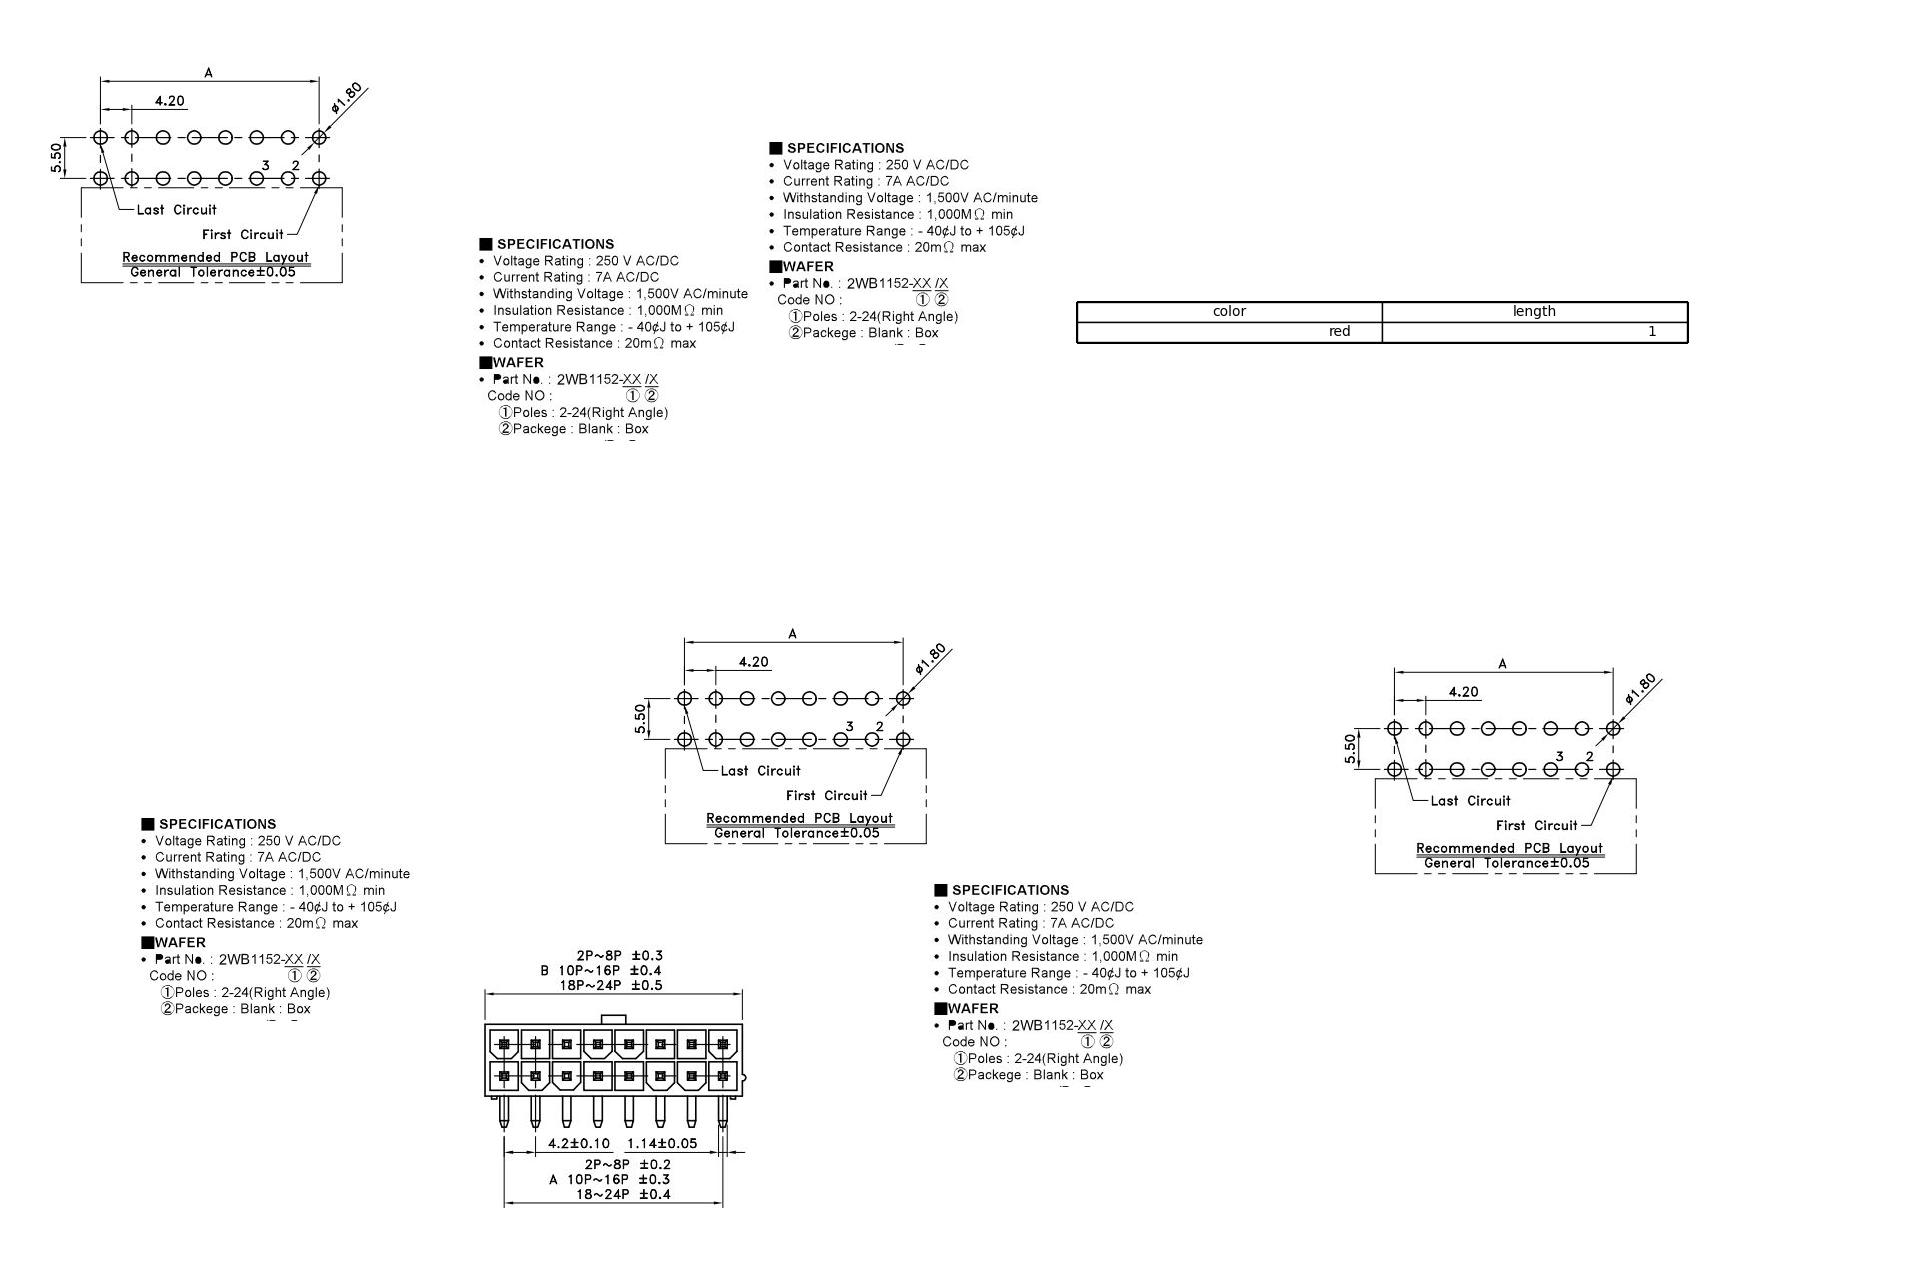 A
4.20
ø1.80
5.50
3 2
Last Circuit
First Circuit
Recommended PCB Layout
General Tolerance±0.05
■ SPECIFICATIONS
• Voltage Rating : 250 V AC/DC
• Current Rating : 7A AC/DC
• Withstanding Voltage : 1,500V AC/minute
• Insulation Resistance : 1,000MΩ min
• Temperature Range : - 40¢J to + 105¢J
• Contact Resistance : 20mΩ max
■WAFER
• Part No. : 2WB1152-XX /X
Code NO : ① ②
①Poles : 2-24(Right Angle)
②Packege : Blank : Box
■ SPECIFICATIONS
• Voltage Rating : 250 V AC/DC
• Current Rating : 7A AC/DC
• Withstanding Voltage : 1,500V AC/minute
• Insulation Resistance : 1,000MΩ min
• Temperature Range : - 40¢J to + 105¢J
• Contact Resistance : 20mΩ max
■WAFER
• Part No. : 2WB1152-XX /X
Code NO : ① ②
①Poles : 2-24(Right Angle)
②Packege : Blank : Box
color length
red 1
A
4.20
ø1.80
5.50
3 2
Last Circuit
First Circuit
Recommended PCB Layout
General Tolerance±0.05
A
4.20
ø1.80
5.50
3 2
Last Circuit
First Circuit
Recommended PCB Layout
General Tolerance±0.05
■ SPECIFICATIONS
• Voltage Rating : 250 V AC/DC
• Current Rating : 7A AC/DC
• Withstanding Voltage : 1,500V AC/minute
• Insulation Resistance : 1,000MΩ min
• Temperature Range : - 40¢J to + 105¢J
• Contact Resistance : 20mΩ max
■WAFER
• Part No. : 2WB1152-XX /X
Code NO : ① ②
①Poles : 2-24(Right Angle)
②Packege : Blank : Box
■ SPECIFICATIONS
• Voltage Rating : 250 V AC/DC
• Current Rating : 7A AC/DC
• Withstanding Voltage : 1,500V AC/minute
• Insulation Resistance : 1,000MΩ min
• Temperature Range : - 40¢J to + 105¢J
• Contact Resistance : 20mΩ max
■WAFER
• Part No. : 2WB1152-XX /X
Code NO : ① ②
①Poles : 2-24(Right Angle)
②Packege : Blank : Box
2P~8P ±0.3
B 10P~16P ±0.4
18P~24P ±0.5
4.2±0.10 1.14±0.05
2P~8P ±0.2
A 10P~16P ±0.3
18~24P ±0.4